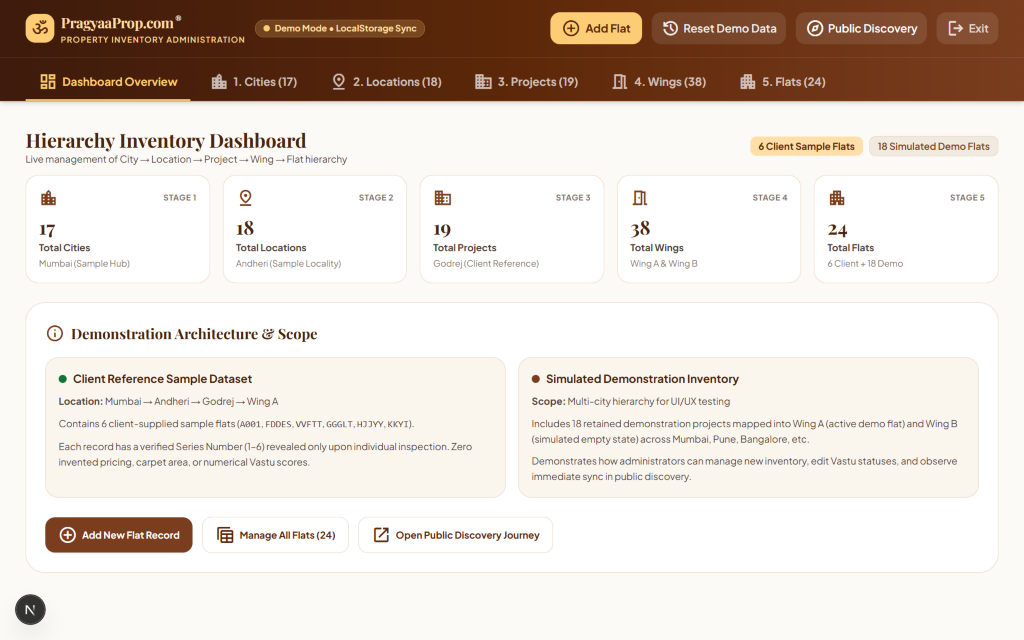 ॐ
PragyaaProp.com®
PROPERTY INVENTORY ADMINISTRATION
Demo Mode • LocalStorage Sync
Add Flat
Reset Demo Data
Public Discovery
Exit
Dashboard Overview
1. Cities (17)
2. Locations (18)
3. Projects (19)
4. Wings (38)
5. Flats (24)
Hierarchy Inventory Dashboard
Live management of City → Location → Project → Wing → Flat hierarchy
6 Client Sample Flats
18 Simulated Demo Flats
STAGE 1
17
Total Cities
Mumbai (Sample Hub)
STAGE 2
18
Total Locations
Andheri (Sample Locality)
STAGE 3
19
Total Projects
Godrej (Client Reference)
STAGE 4
38
Total Wings
Wing A & Wing B
STAGE 5
24
Total Flats
6 Client + 18 Demo
Demonstration Architecture & Scope
Client Reference Sample Dataset
Location: Mumbai → Andheri → Godrej → Wing A
Contains 6 client-supplied sample flats (A001, FDDES, VVFTT, GGGLT, HJJYY, KKYI).
Each record has a verified Series Number (1–6) revealed only upon individual inspection. Zero
invented pricing, carpet area, or numerical Vastu scores.
Simulated Demonstration Inventory
Scope: Multi-city hierarchy for UI/UX testing
Includes 18 retained demonstration projects mapped into Wing A (active demo flat) and Wing B
(simulated empty state) across Mumbai, Pune, Bangalore, etc.
Demonstrates how administrators can manage new inventory, edit Vastu statuses, and observe
immediate sync in public discovery.
Add New Flat Record
Manage All Flats (24)
Open Public Discovery Journey
N